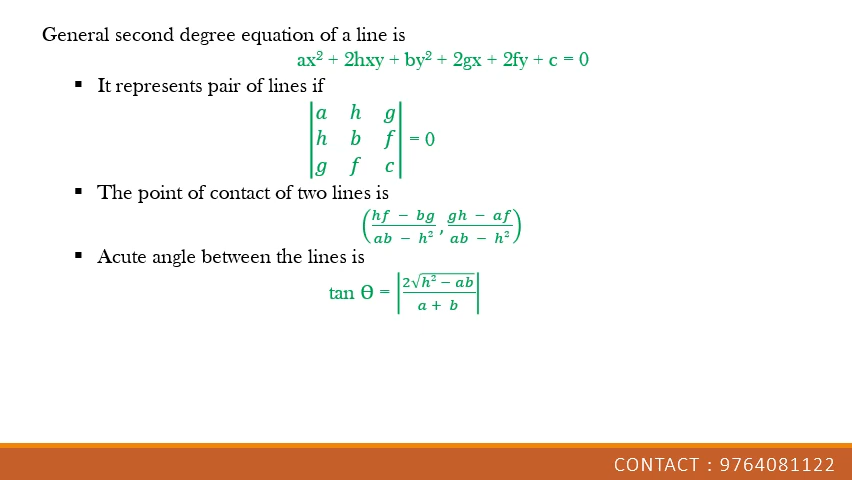 General second degree equation of a line is
ax² + 2hxy + by² + 2gx + 2fy + c = 0
▪ It represents pair of lines if
|a h g|
|h b f| = 0
|g f c|
▪ The point of contact of two lines is
(hf − bg / ab − h², gh − af / ab − h²)
▪ Acute angle between the lines is
tan Ө = |2√h² − ab / a + b|
CONTACT : 9764081122